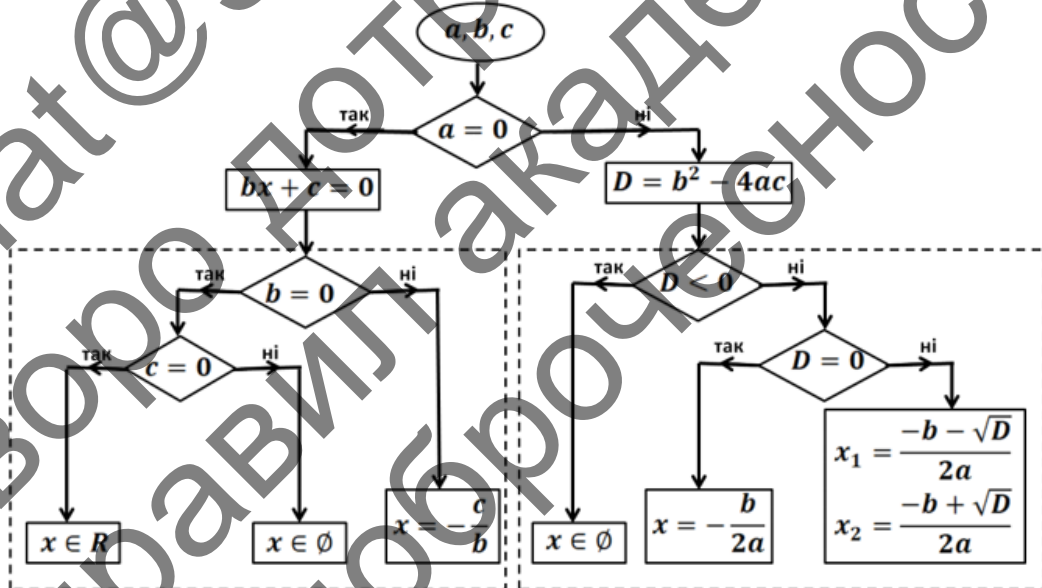 a, b, c
так
ні
a = 0
bx + c = 0
D = b² − 4ac
так
ні
b = 0
так
ні
D < 0
так
ні
c = 0
так
ні
D = 0
x ∈ R
x ∈ ∅
x = −c/b
x ∈ ∅
x = −b/2a
x₁ = (−b − √D)/2a
x₂ = (−b + √D)/2a